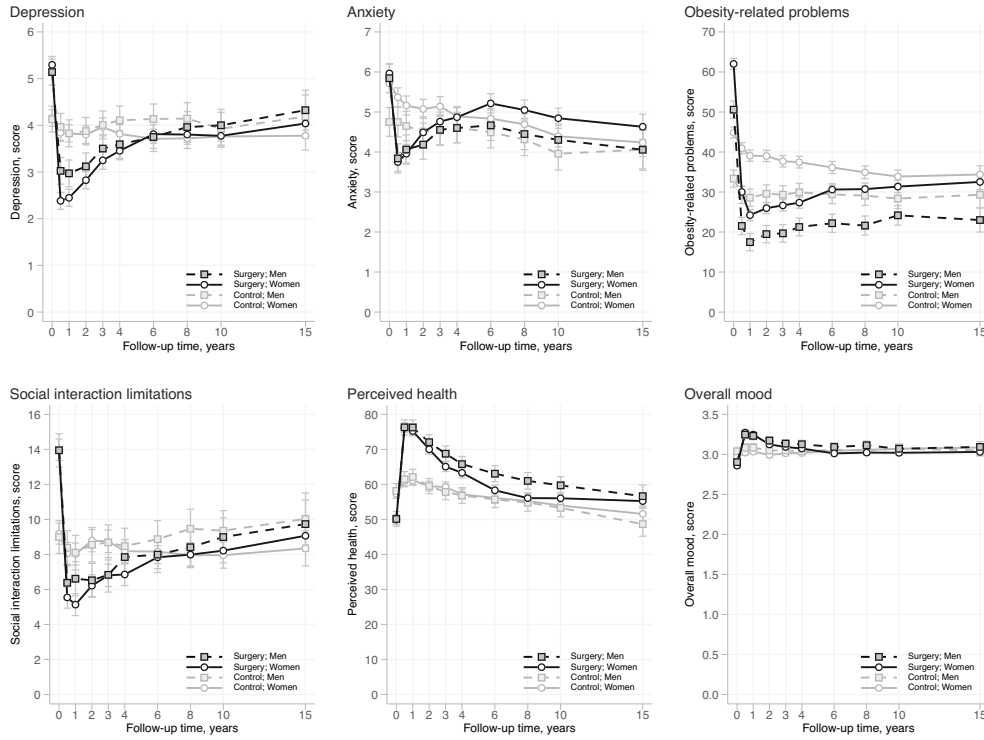 Depression
Depression, score
6
5
4
3
2
1
0
0 1 2 3 4 6 8 10 15
Follow-up time, years
Surgery; Men
Surgery; Women
Control; Men
Control; Women
Anxiety
Anxiety, score
7
6
5
4
3
2
1
0
0 1 2 3 4 6 8 10 15
Follow-up time, years
Surgery; Men
Surgery; Women
Control; Men
Control; Women
Obesity-related problems
Obesity-related problems, score
70
60
50
40
30
20
10
0
0 1 2 3 4 6 8 10 15
Follow-up time, years
Surgery; Men
Surgery; Women
Control; Men
Control; Women
Social interaction limitations
Social interaction limitations, score
16
14
12
10
8
6
4
2
0
0 1 2 3 4 6 8 10 15
Follow-up time, years
Surgery; Men
Surgery; Women
Control; Men
Control; Women
Perceived health
Perceived health, score
80
70
60
50
40
30
20
10
0
0 1 2 3 4 6 8 10 15
Follow-up time, years
Surgery; Men
Surgery; Women
Control; Men
Control; Women
Overall mood
Overall mood, score
3.5
3.0
2.5
2.0
1.5
1.0
0.5
0.0
0 1 2 3 4 6 8 10 15
Follow-up time, years
Surgery; Men
Surgery; Women
Control; Men
Control; Women